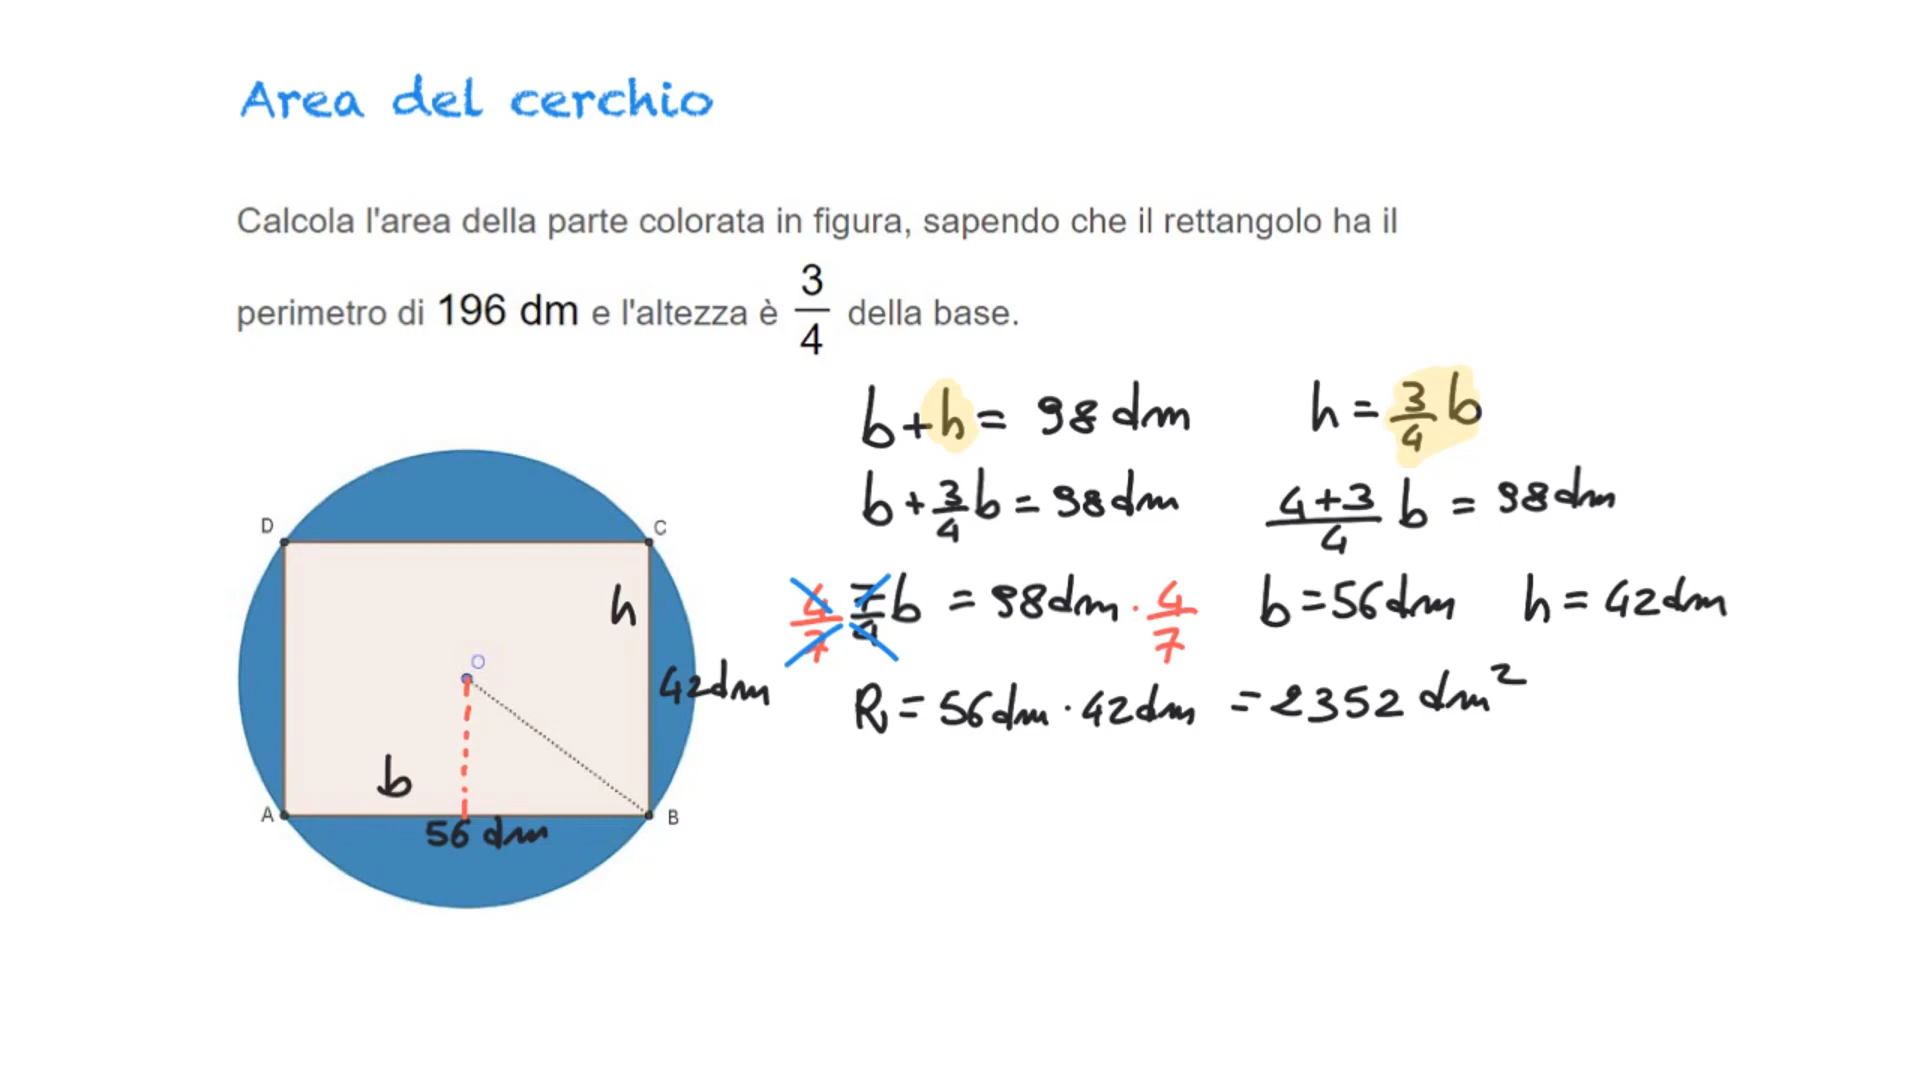 Area del cerchio
Calcola l'area della parte colorata in figura, sapendo che il rettangolo ha il
perimetro di 196 dm e l'altezza è 3/4 della base.
b+h = 98 dm h = 3/4 b
b + 3/4 b = 98 dm (4+3)/4 b = 98 dm
4/7 7/4 b = 98 dm · 4/7 b = 56 dm h = 42 dm
R = 56 dm · 42 dm = 2352 dm²
D C
h
O
42 dm
b
A B
56 dm